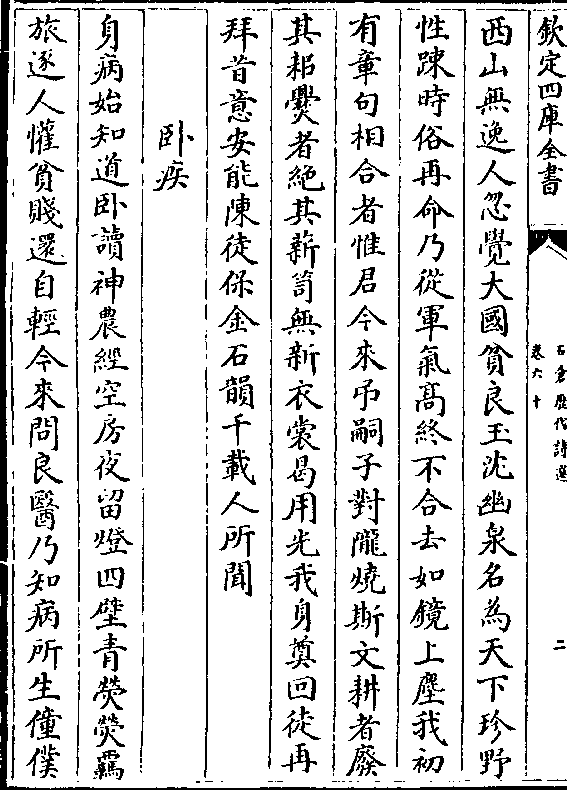 欽定四庫全書
石倉歷代詩選
卷六十
二
西山無逸人忽覺大國貧良玉沈幽泉名為天下珍野
性踈時俗再命乃從軍氣髙終不合去如鏡上塵我初
有章句相合者惟君今來弔嗣子對隴燒斯文耕者廢
其耜爨者絶其薪笥無新衣裳曷用光我身奠回徒再
拜昔意安能陳徒保金石韻千載人所聞
卧疾
身病始知道卧讀神農經空房夜留燈四壁青熒熒羈
旅逐人懽貧賤還自輕今來問良醫乃知病所生僮僕